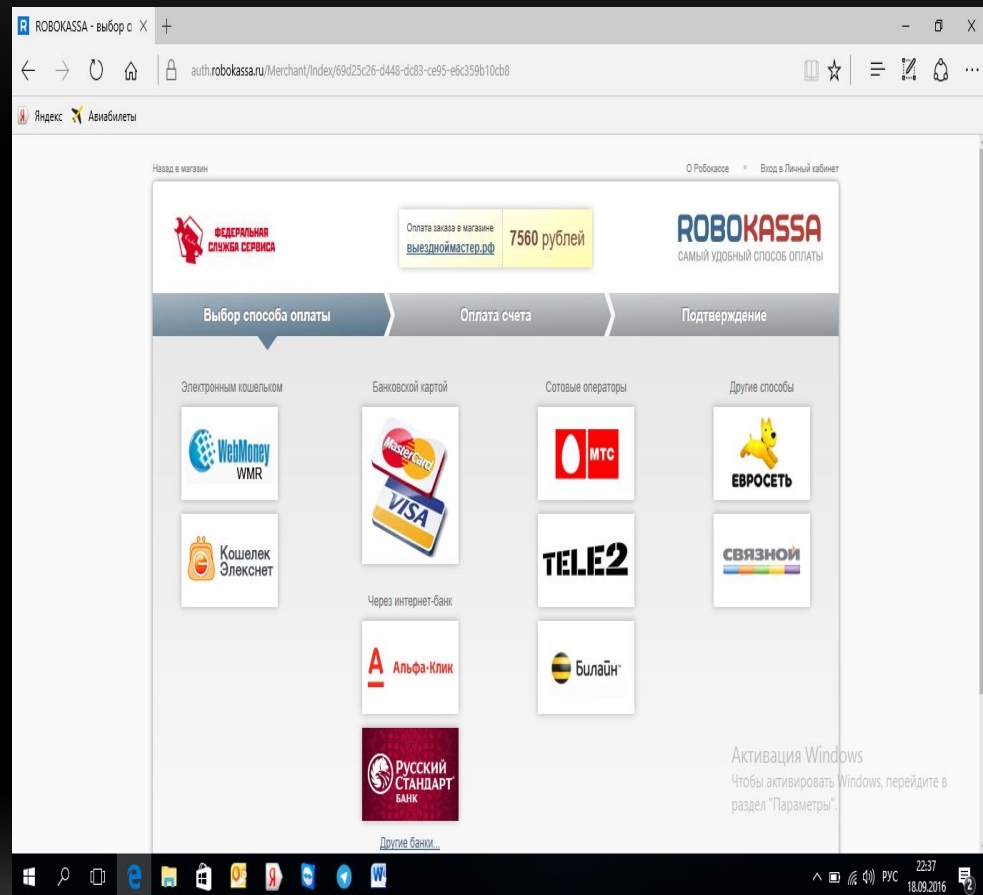 ROBOKASSA - выбор с
auth.robokassa.ru/Merchant/Index/69d25c26-d448-dc83-ce95-e6c359b10cb8
Яндекс Авиабилеты
Назад в магазин
О Робокассе Вход в Личный кабинет
ФЕДЕРАЛЬНАЯ
СЛУЖБА СЕРВИСА
Оплата заказа в магазине
выездноймастер.рф
7560 рублей
ROBOKASSA
САМЫЙ УДОБНЫЙ СПОСОБ ОПЛАТЫ
Выбор способа оплаты Оплата счета Подтверждение
Электронным кошельком Банковской картой Сотовые операторы Другие способы
WebMoney
WMR
MasterCard
VISA
МТС
ЕВРОСЕТЬ
Кошелек
Элекснет
TELE2
СВЯЗНОЙ
Через интернет-банк
А Альфа·Клик
Билайн
Русский
Стандарт
БАНК
Другие банки...
Активация Windows
Чтобы активировать Windows, перейдите в
раздел "Параметры".
РУС
22:37
18.09.2016